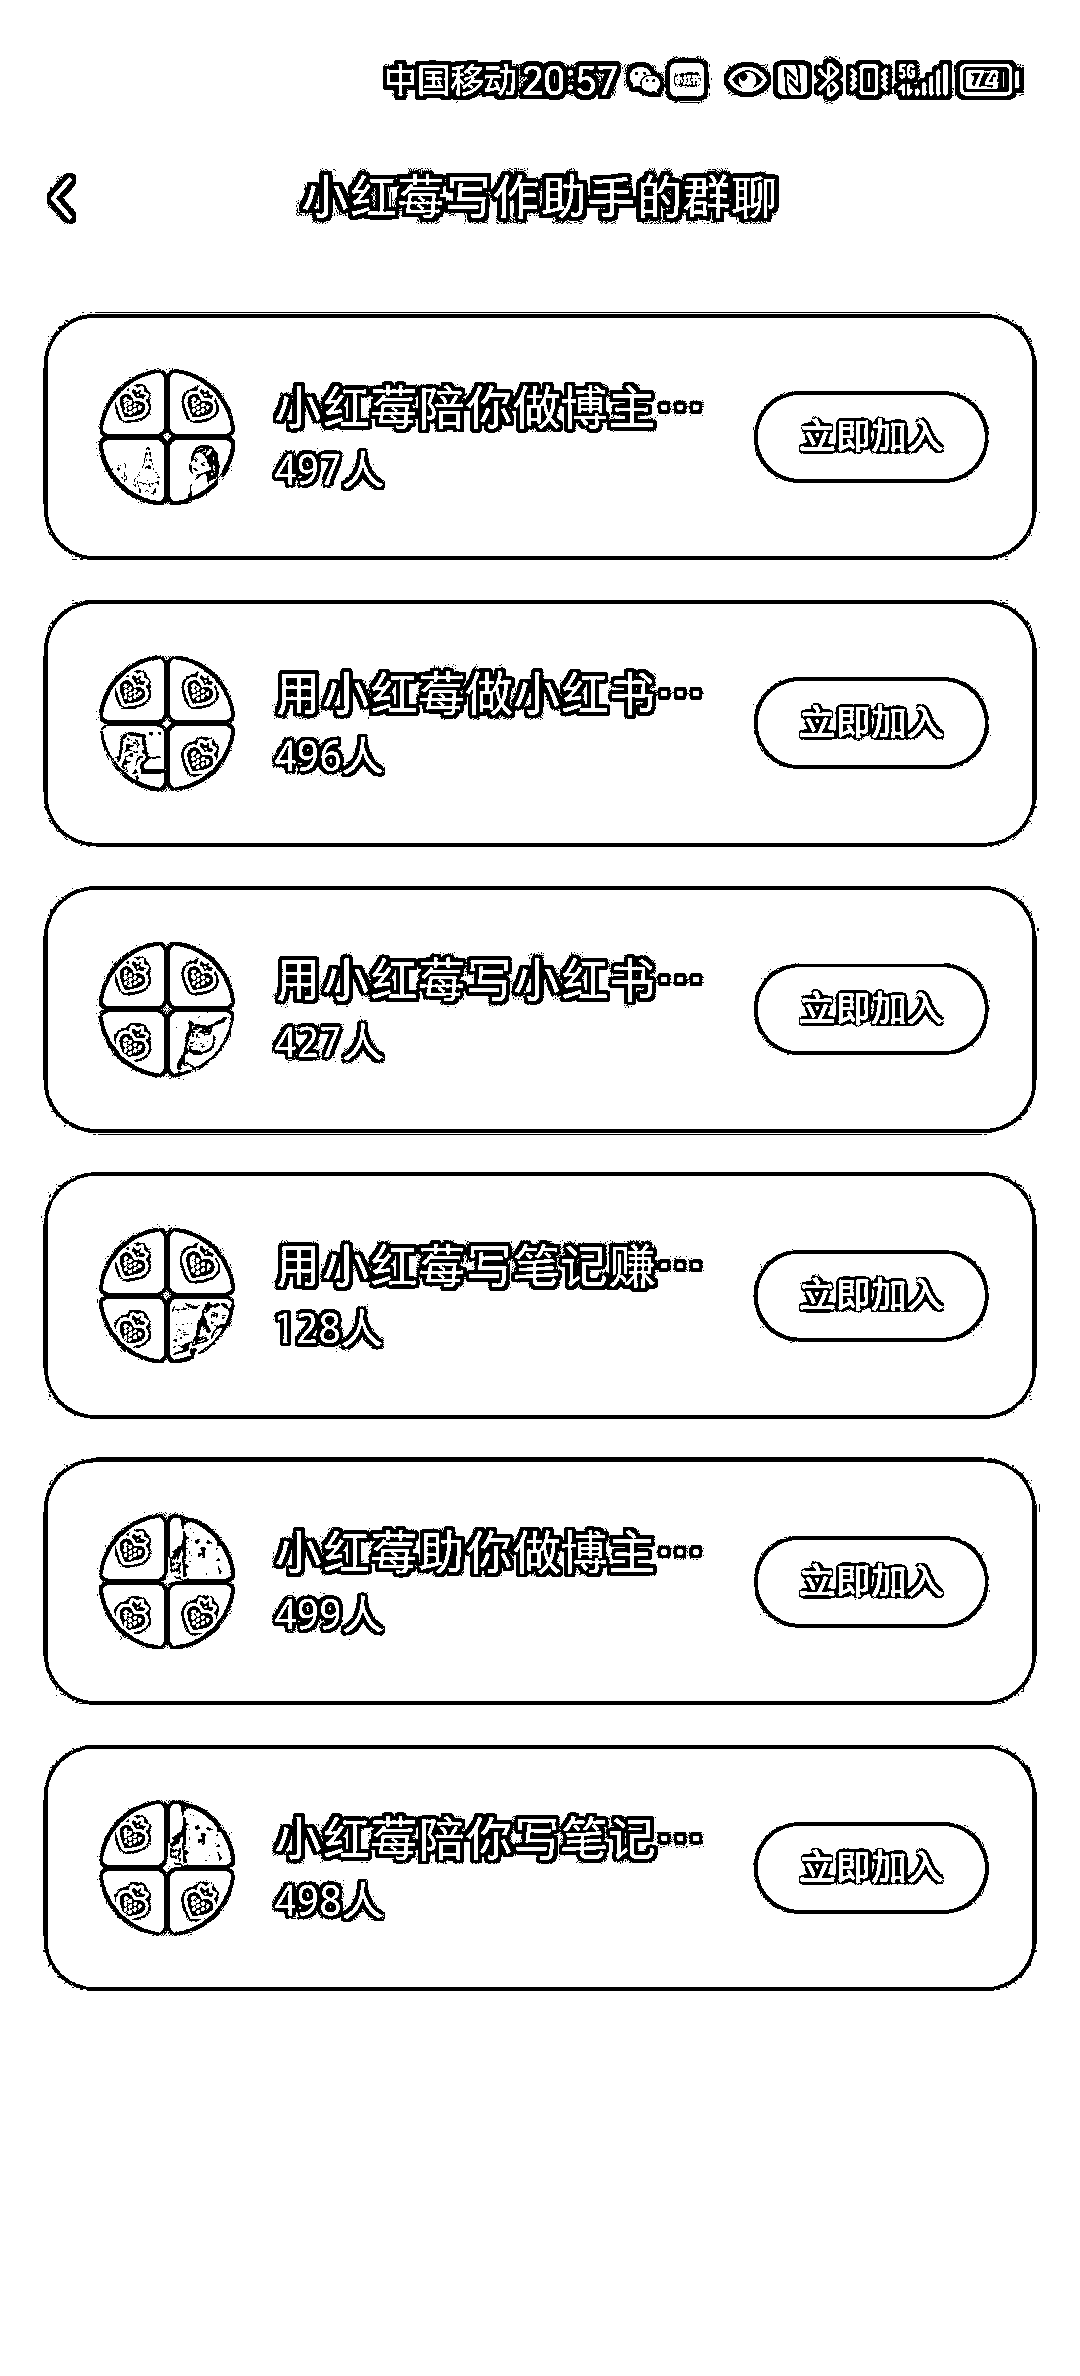 中国移动 20:57 5G 74
小红莓写作助手的群聊
小红莓陪你做博主…
497人
立即加入
用小红莓做小红书…
496人
立即加入
用小红莓写小红书…
427人
立即加入
用小红莓写笔记赚…
128人
立即加入
小红莓助你做博主…
499人
立即加入
小红莓陪你写笔记…
498人
立即加入